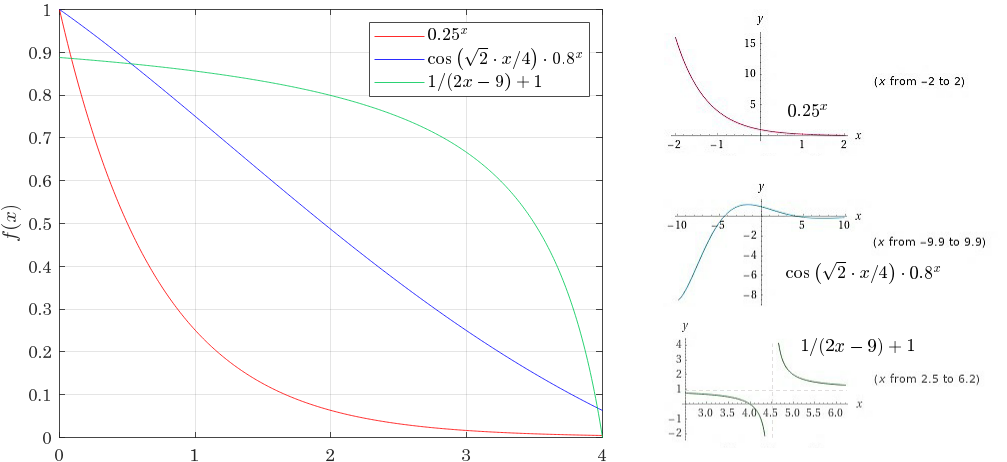 1
0.9
0.8
0.7
0.6
0.5
0.4
0.3
0.2
0.1
0
f(x)
0 1 2 3 4
0.25^x
cos (√2 · x/4) · 0.8^x
1/(2x − 9) + 1
y
15
10
5
−2 −1 1 2 x
0.25^x
(x from −2 to 2)
y
−10 −5 5 10 x
−2
−4
−6
−8
(x from −9.9 to 9.9)
cos (√2 · x/4) · 0.8^x
y
4
3
2
1
3.0 3.5 4.0 4.5 5.0 5.5 6.0 x
−1
−2
1/(2x − 9) + 1
(x from 2.5 to 6.2)